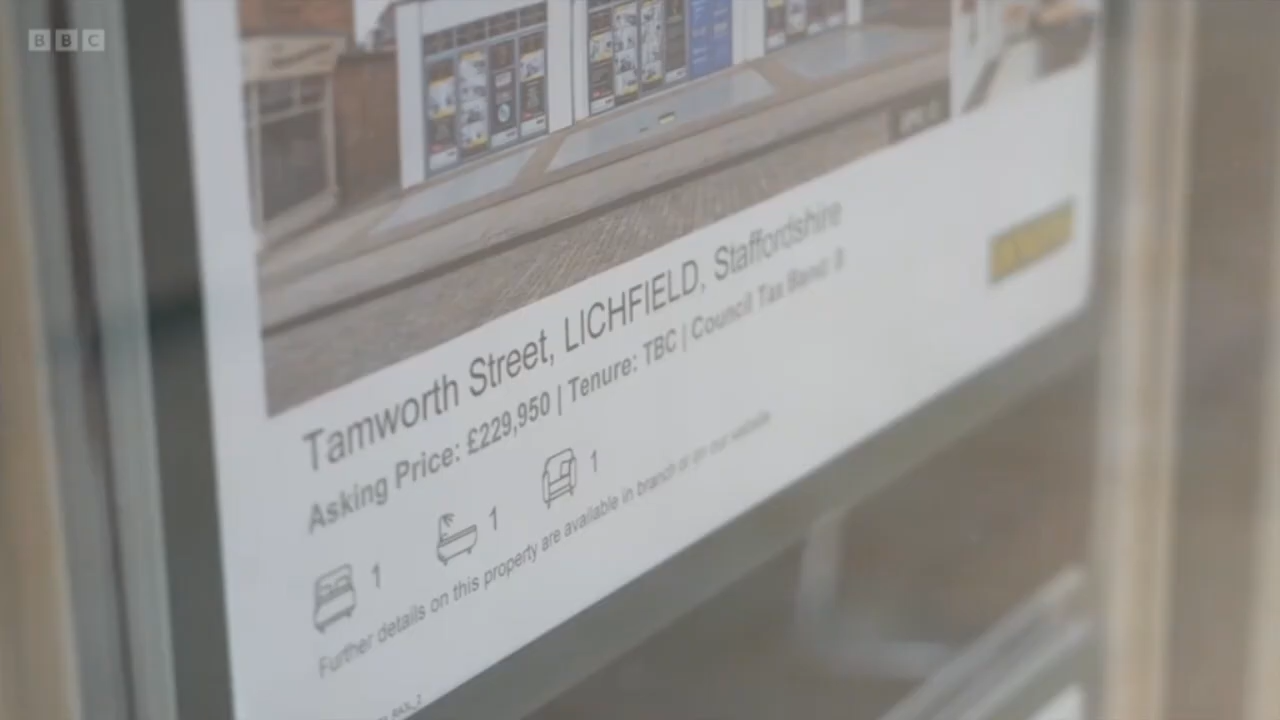 BBC
Tamworth Street, LICHFIELD, Staffordshire
Asking Price: £229,950 | Tenure: TBC | Council Tax Band: B
1
1
1
Further details on this property are available in branch or on our website